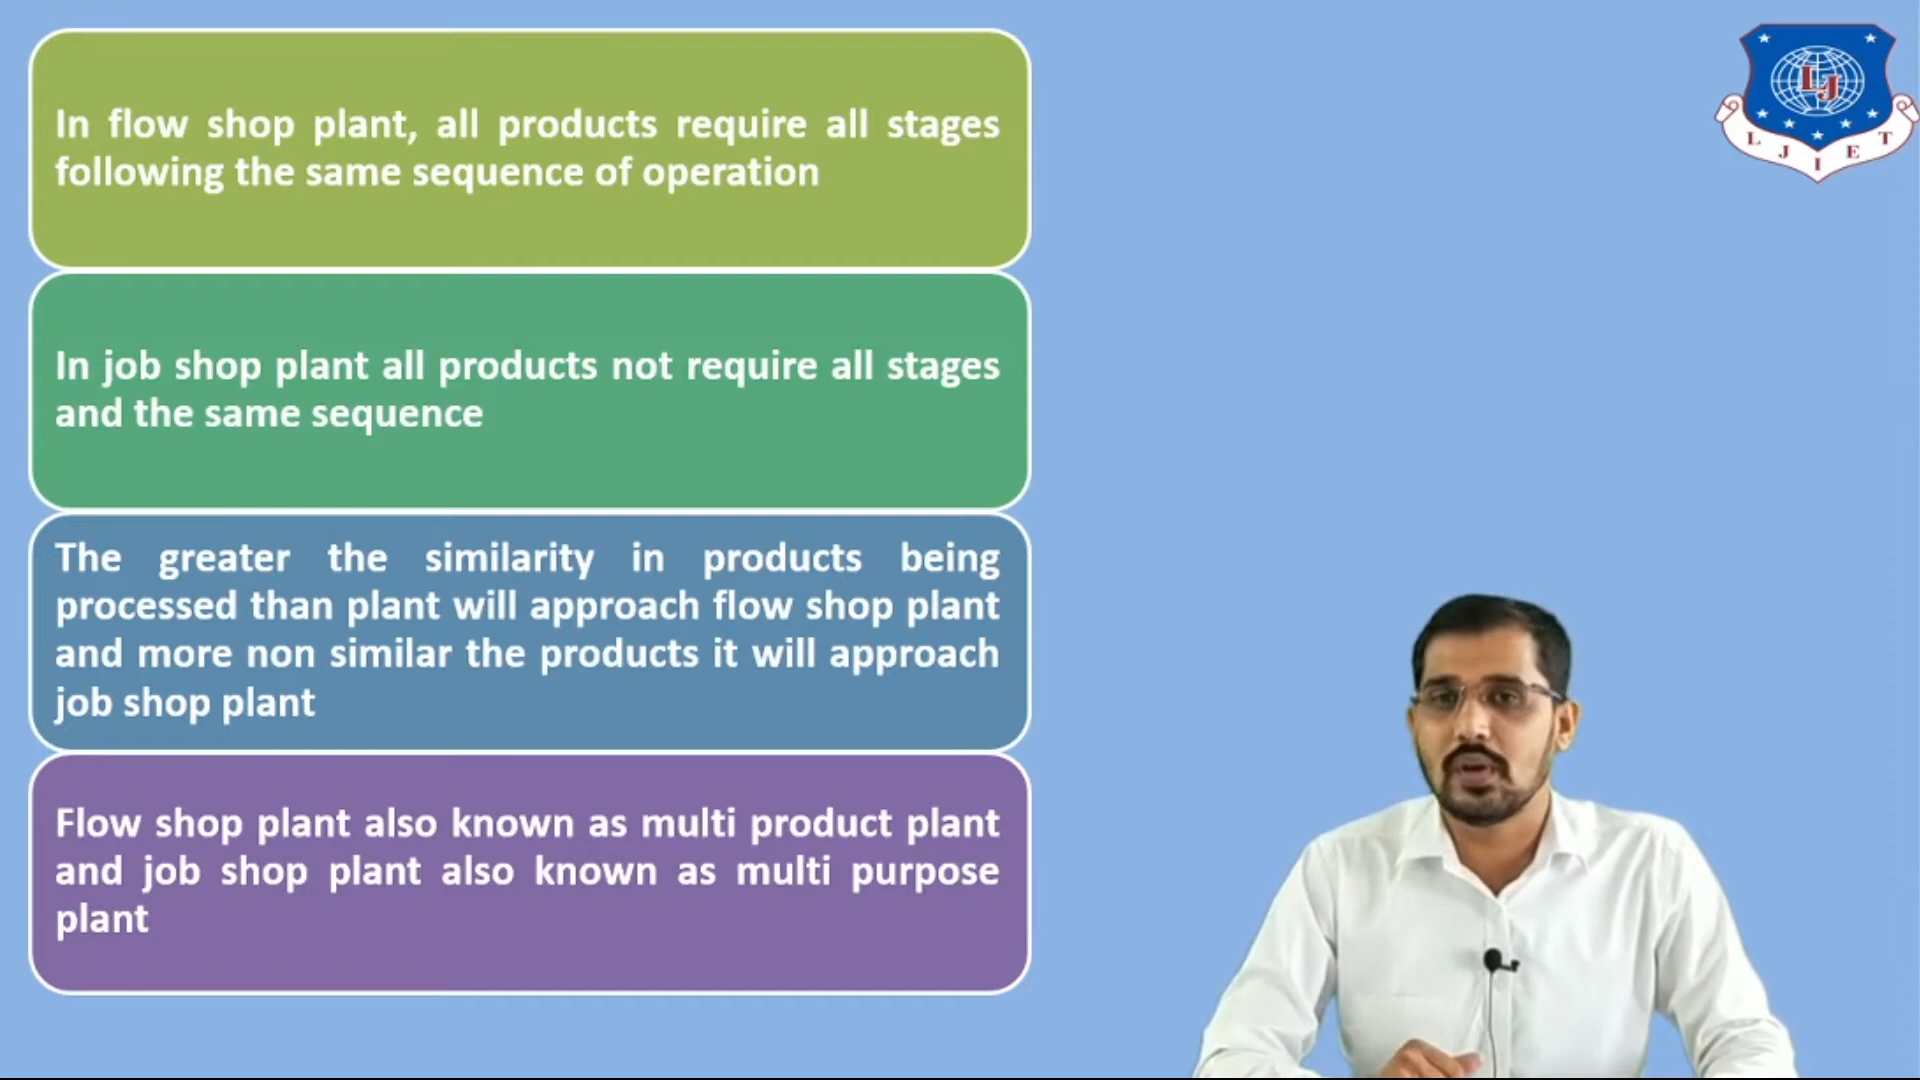 In flow shop plant, all products require all stages
following the same sequence of operation
In job shop plant all products not require all stages
and the same sequence
The greater the similarity in products being
processed than plant will approach flow shop plant
and more non similar the products it will approach
job shop plant
Flow shop plant also known as multi product plant
and job shop plant also known as multi purpose
plant
LJ
L J I E T